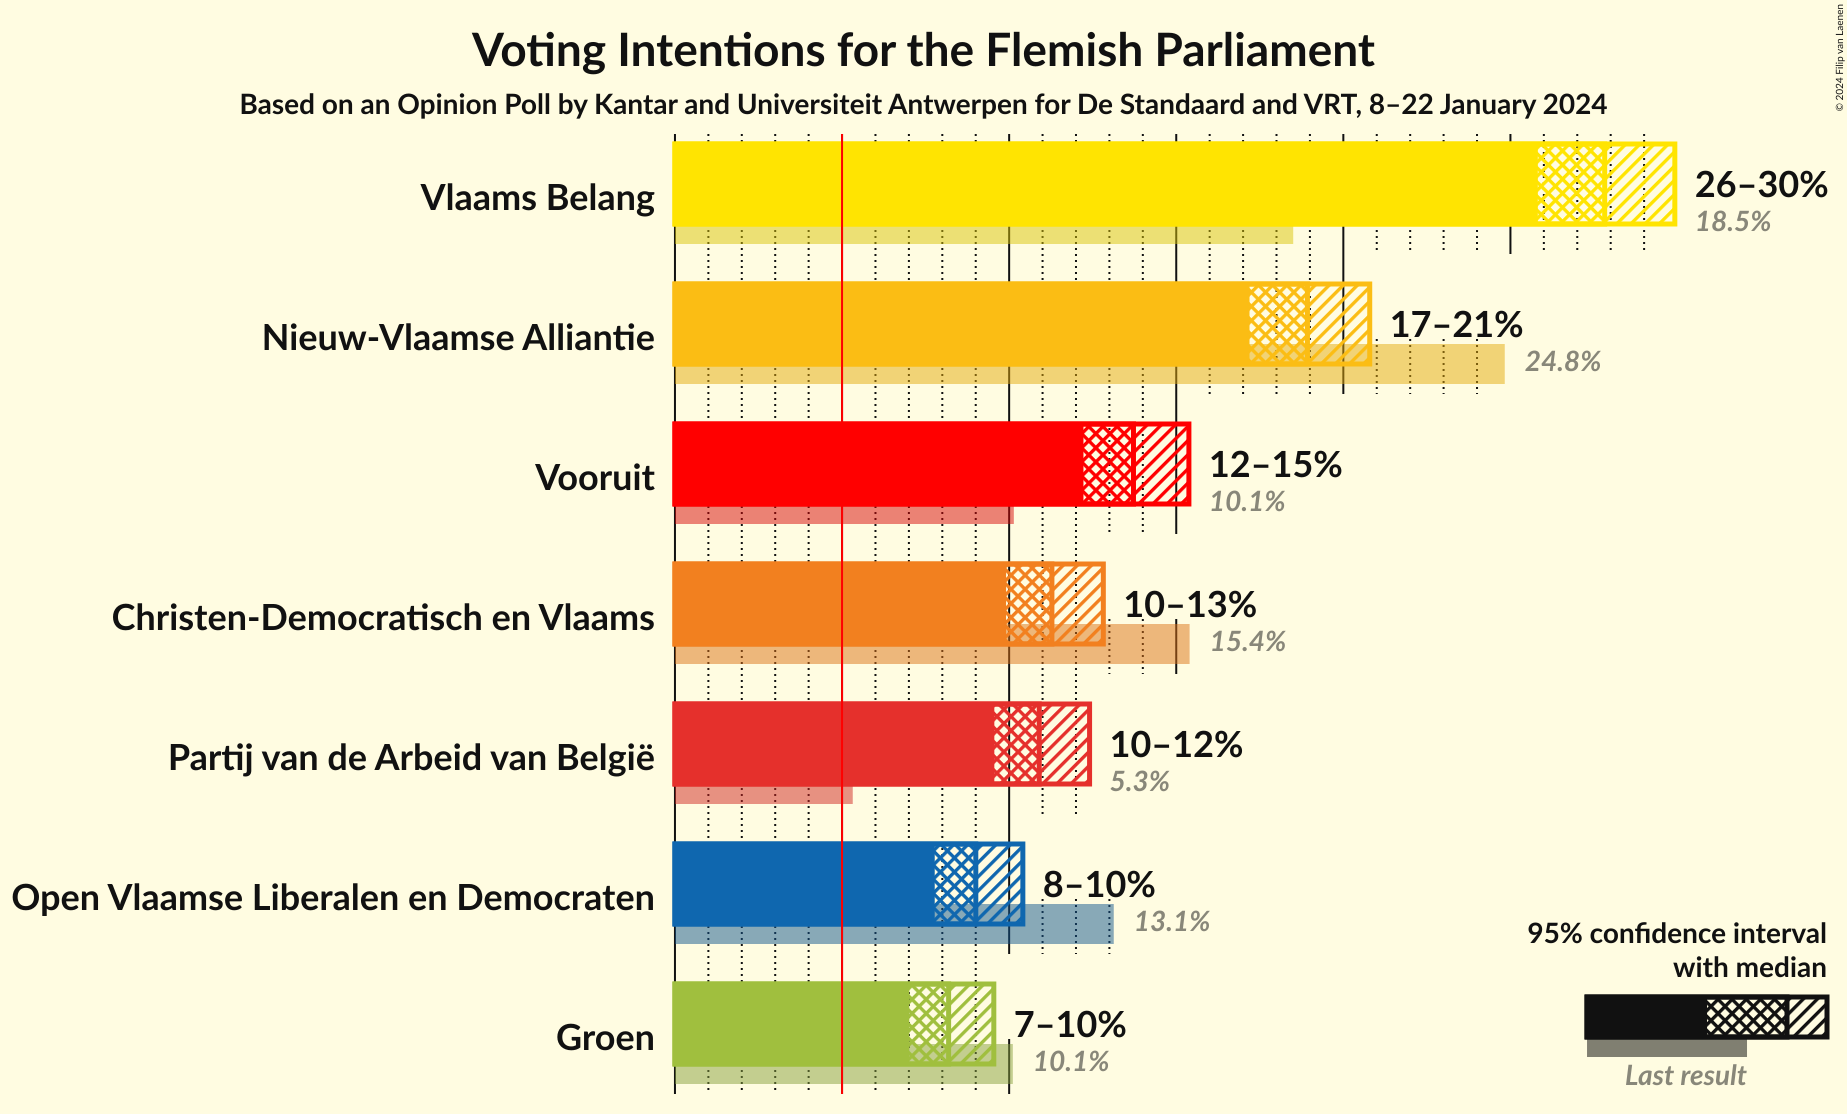 Voting Intentions for the Flemish Parliament
Based on an Opinion Poll by Kantar and Universiteit Antwerpen for De Standaard and VRT, 8–22 January 2024
© 2024 Filip van Laenen
Vlaams Belang
26–30%
18.5%
Nieuw-Vlaamse Alliantie
17–21%
24.8%
Vooruit
12–15%
10.1%
Christen-Democratisch en Vlaams
10–13%
15.4%
Partij van de Arbeid van België
10–12%
5.3%
Open Vlaamse Liberalen en Democraten
8–10%
13.1%
Groen
7–10%
10.1%
95% confidence interval
with median
Last result